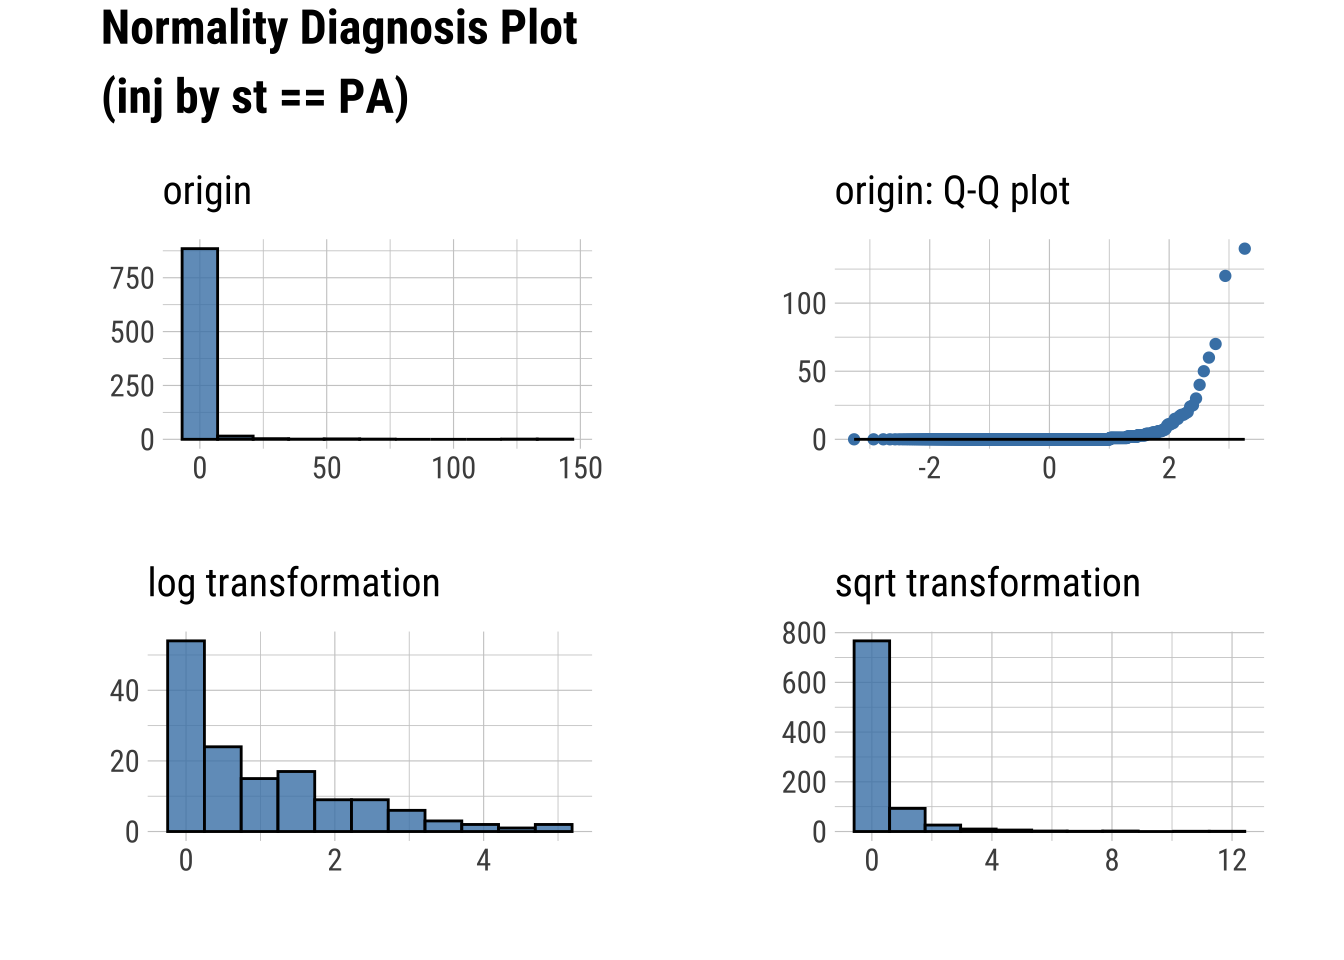 Normality Diagnosis Plot
(inj by st == PA)
origin
750
500
250
0
0 50 100 150
origin: Q-Q plot
100
50
0
-2 0 2
log transformation
40
20
0
0 2 4
sqrt transformation
800
600
400
200
0
0 4 8 12